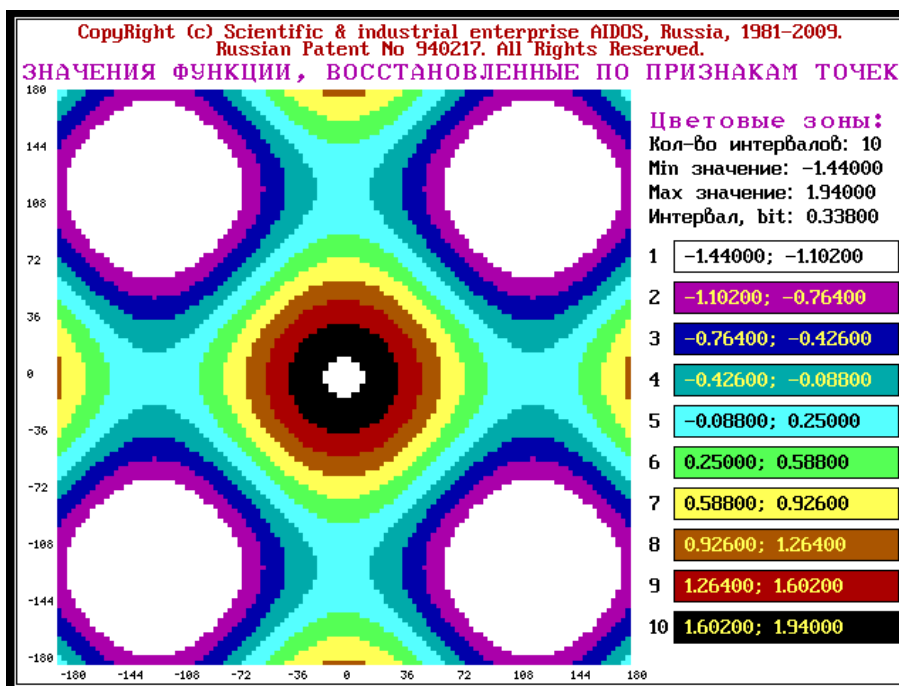 CopyRight (c) Scientific & industrial enterprise AIDOS, Russia, 1981-2009.
Russian Patent No 940217. All Rights Reserved.
ЗНАЧЕНИЯ ФУНКЦИИ, ВОССТАНОВЛЕННЫЕ ПО ПРИЗНАКАМ ТОЧЕК
Цветовые зоны:
Кол-во интервалов: 10
Min значение: -1.44000
Max значение: 1.94000
Интервал, bit: 0.33800
1 -1.44000; -1.10200
2 -1.10200; -0.76400
3 -0.76400; -0.42600
4 -0.42600; -0.08800
5 -0.08800; 0.25000
6 0.25000; 0.58800
7 0.58800; 0.92600
8 0.92600; 1.26400
9 1.26400; 1.60200
10 1.60200; 1.94000
180
144
108
72
36
0
-36
-72
-108
-144
-180
-180 -144 -108 -72 -36 0 36 72 108 144 180